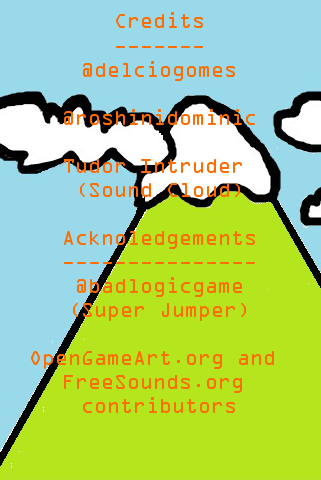 Credits
-------
@delciogomes
@roshinidominic
Tudor Intruder
(Sound Cloud)
Acknoledgements
---------------
@badlogicgame
(Super Jumper)
OpenGameArt.org and
FreeSounds.org
contributors